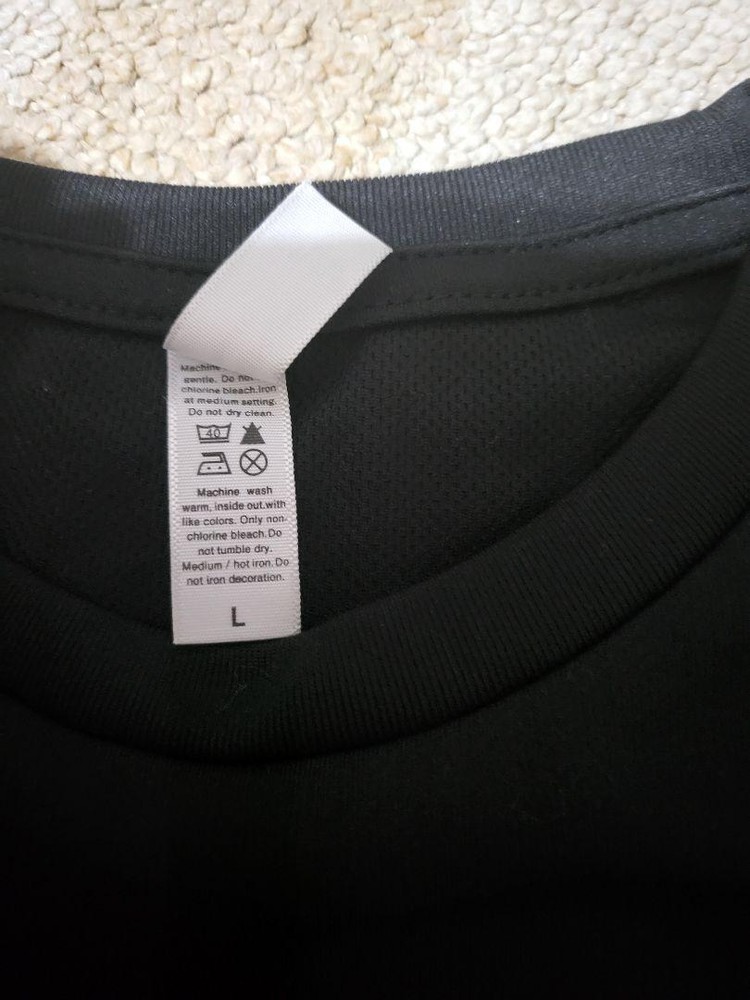 Machine
gentle. Do no
chlorine bleach.Iron
at medium setting.
Do not dry clean.
40
Machine wash
warm, inside out.with
like colors. Only non-
chlorine bleach.Do
not tumble dry.
Medium / hot iron.Do
not iron decoration.
L